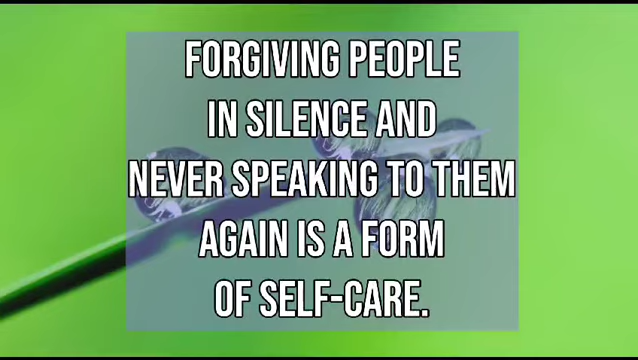 FORGIVING PEOPLE
IN SILENCE AND
NEVER SPEAKING TO THEM
AGAIN IS A FORM
OF SELF-CARE.